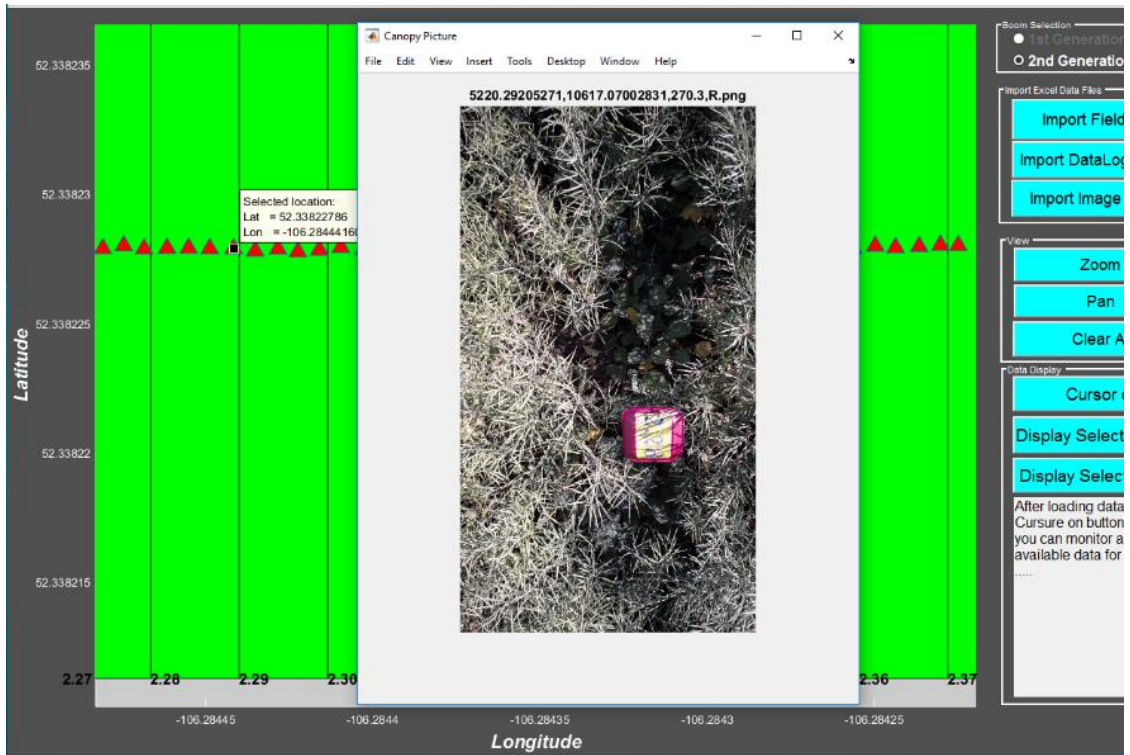 Canopy Picture
File Edit View Insert Tools Desktop Window Help
5220.29205271,10617.07002831,270.3,R.png
52.338235
52.33823
52.338225
52.33822
52.338215
Latitude
Selected location:
Lat = 52.33822786
Lon = -106.28444160
2.27 2.28 2.29 2.30 2.36 2.37
-106.28445 -106.2844 -106.28435 -106.2843 -106.28425
Longitude
Boom Selection
1st Generation
2nd Generatio
Import Excel Data Files
Import Field
Import DataLog
Import Image
View
Zoom
Pan
Clear A
Data Display
Cursor
Display Select
Display Select
After loading data
Cursure on button
you can monitor a
available data for
.....